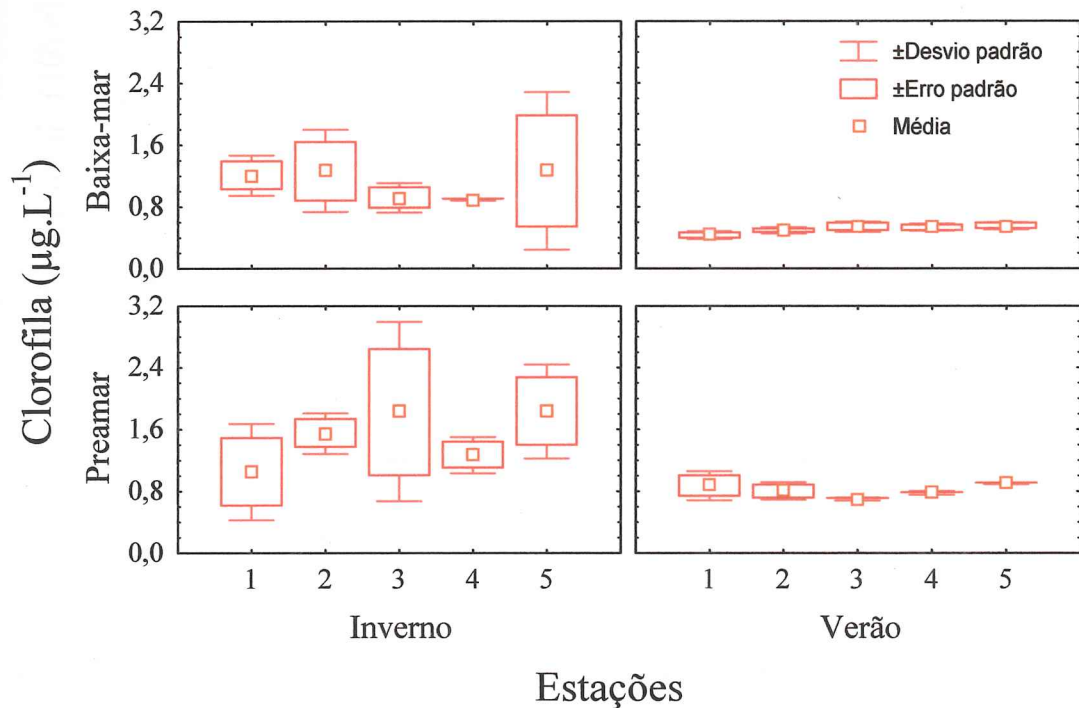 Clorofila (µg.L⁻¹)
Baixa-mar
3,2
2,4
1,6
0,8
0,0
±Desvio padrão
±Erro padrão
Média
Preamar
3,2
2,4
1,6
0,8
0,0
1 2 3 4 5
1 2 3 4 5
Inverno
Verão
Estações